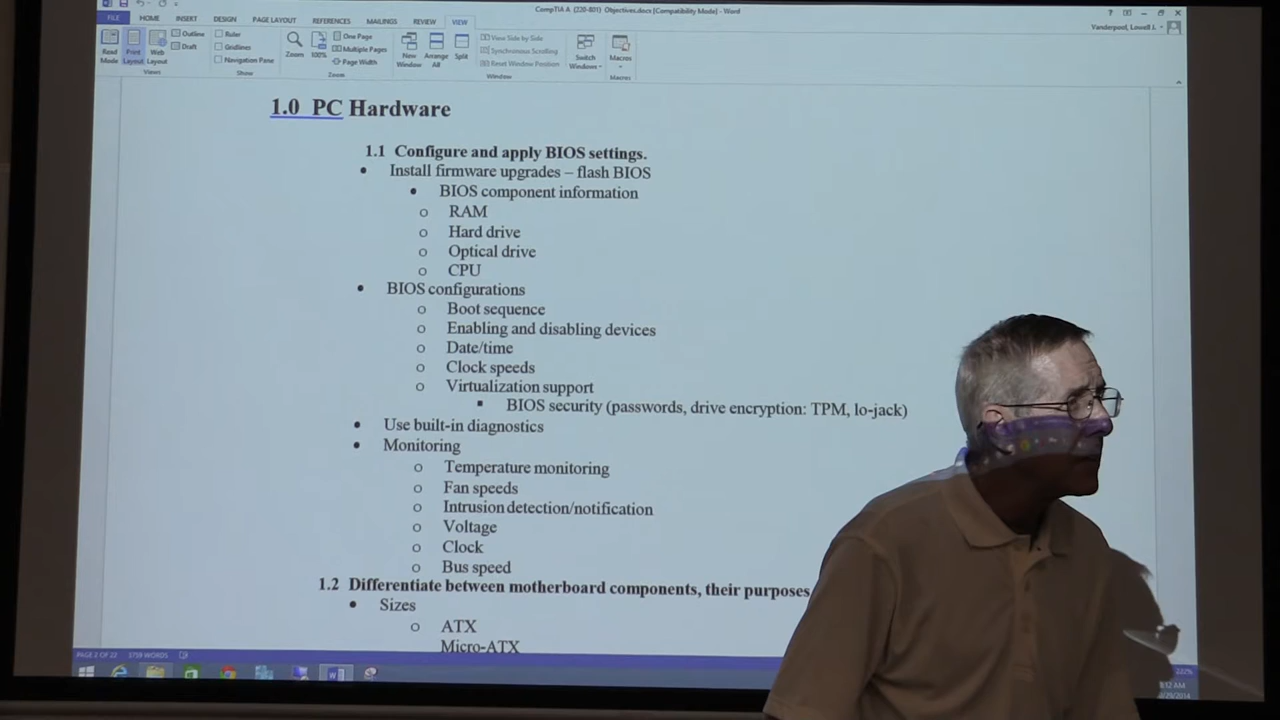 CompTIA A (220-801) Objectives.docx [Compatibility Mode] - Word
FILE HOME INSERT DESIGN PAGE LAYOUT REFERENCES MAILINGS REVIEW VIEW
Vanderpool, Lowell J.
Read Mode
Print Layout
Web Layout
Outline
Draft
Views
Ruler
Gridlines
Navigation Pane
Show
Zoom
100%
One Page
Multiple Pages
Page Width
Zoom
New Window
Arrange All
Split
View Side by Side
Synchronous Scrolling
Reset Window Position
Window
Switch Windows
Macros
Macros
1.0 PC Hardware
1.1 Configure and apply BIOS settings.
• Install firmware upgrades – flash BIOS
• BIOS component information
o RAM
o Hard drive
o Optical drive
o CPU
• BIOS configurations
o Boot sequence
o Enabling and disabling devices
o Date/time
o Clock speeds
o Virtualization support
▪ BIOS security (passwords, drive encryption: TPM, lo-jack)
• Use built-in diagnostics
• Monitoring
o Temperature monitoring
o Fan speeds
o Intrusion detection/notification
o Voltage
o Clock
o Bus speed
1.2 Differentiate between motherboard components, their purposes
• Sizes
o ATX
Micro-ATX
PAGE 2 OF 22 3759 WORDS
222%
8:12 AM